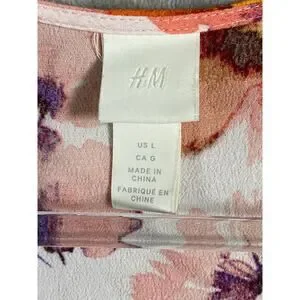 H&M
US L
CA G
MADE IN
CHINA
FABRIQUÉ EN
CHINE